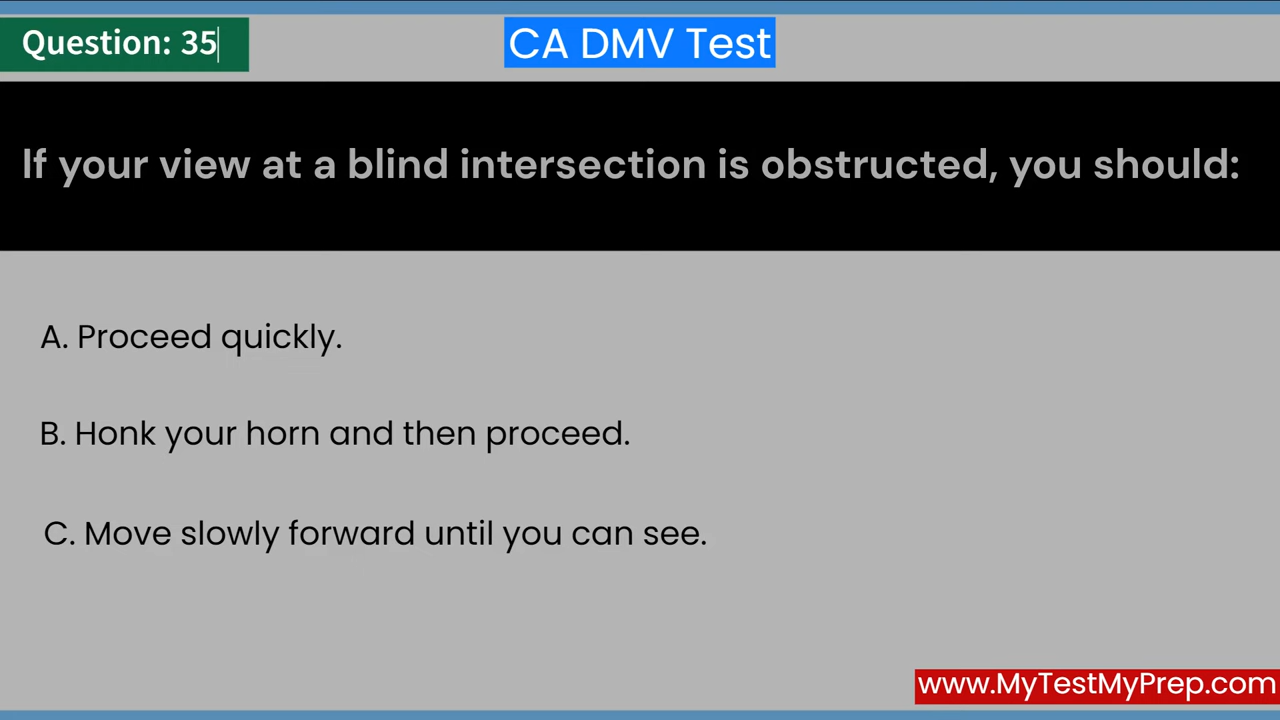 Question: 35
CA DMV Test
If your view at a blind intersection is obstructed, you should:
A. Proceed quickly.
B. Honk your horn and then proceed.
C. Move slowly forward until you can see.
www.MyTestMyPrep.com